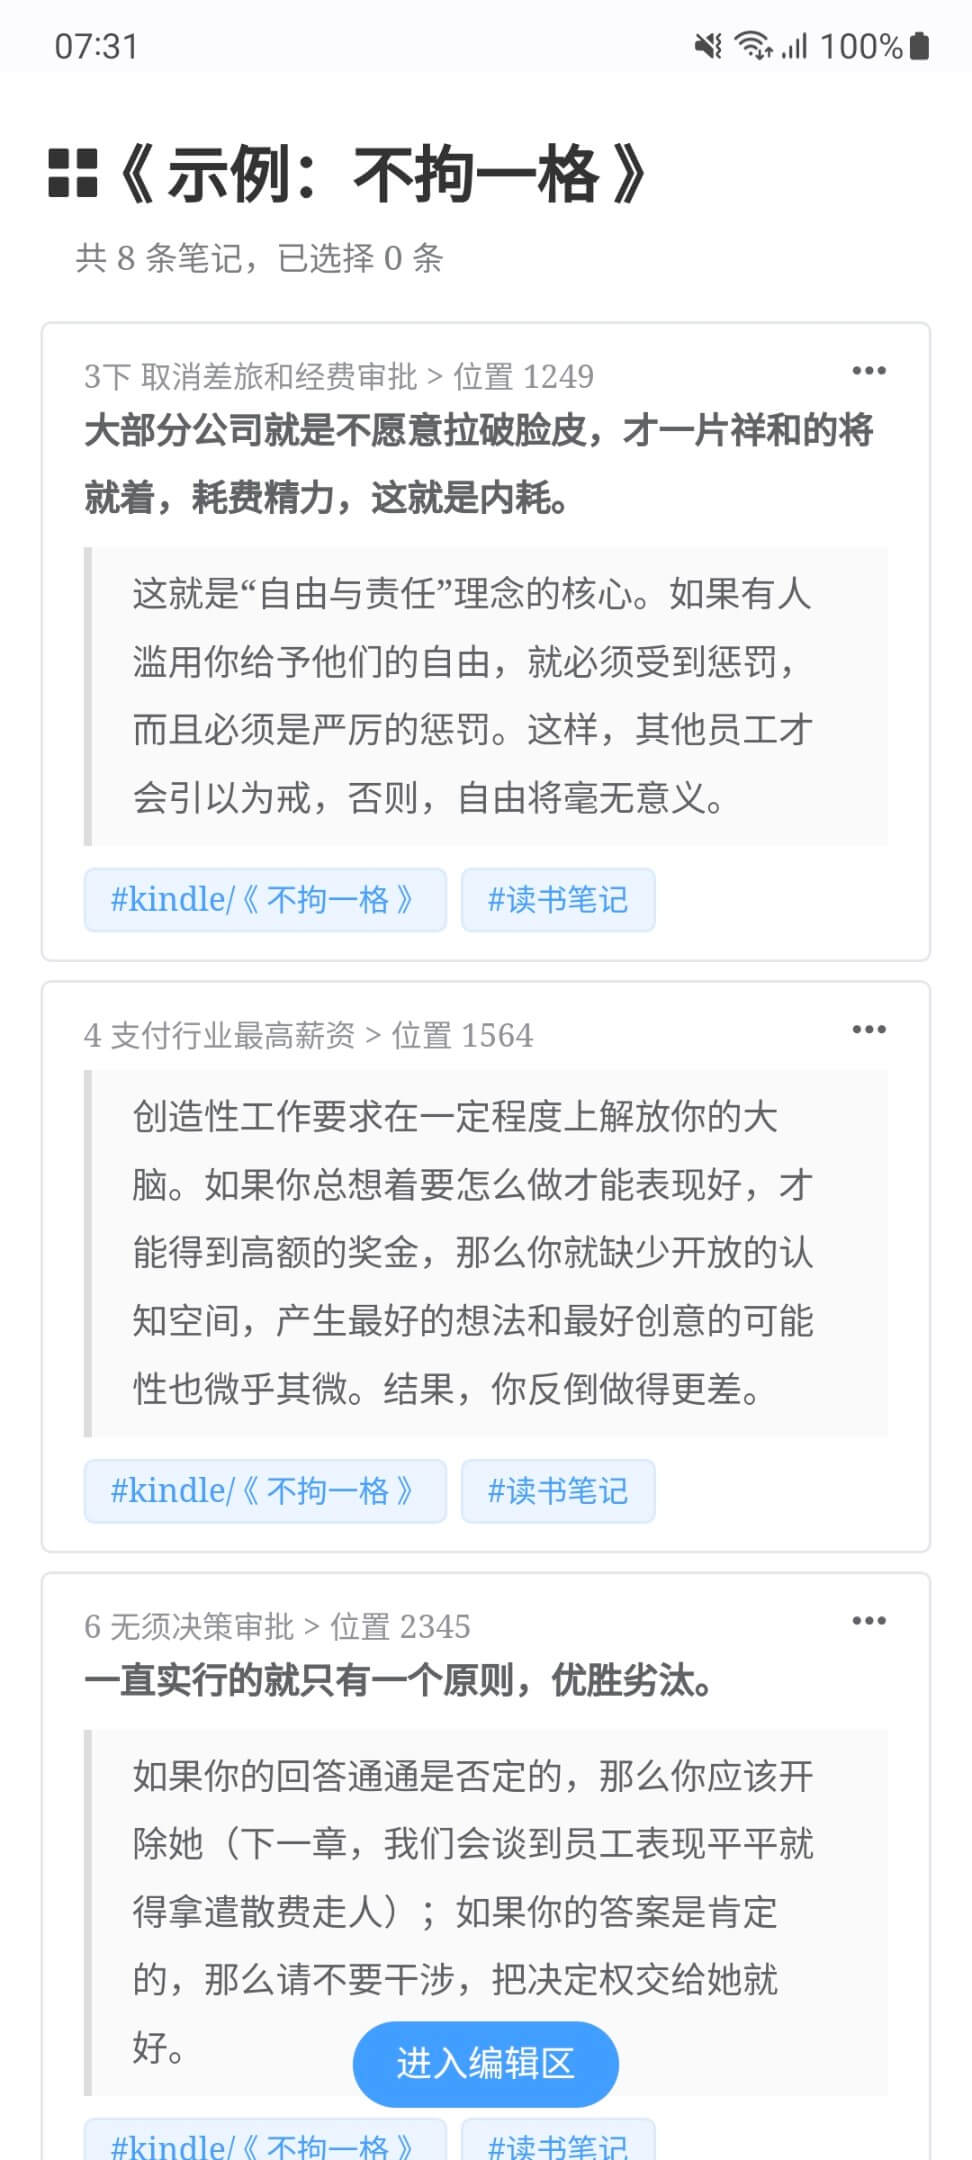 07:31
100%
《示例：不拘一格》
共 8 条笔记，已选择 0 条
3下 取消差旅和经费审批 > 位置 1249
大部分公司就是不愿意拉破脸皮，才一片祥和的将
就着，耗费精力，这就是内耗。
这就是“自由与责任”理念的核心。如果有人
滥用你给予他们的自由，就必须受到惩罚，
而且必须是严厉的惩罚。这样，其他员工才
会引以为戒，否则，自由将毫无意义。
#kindle/《不拘一格》 #读书笔记
4 支付行业最高薪资 > 位置 1564
创造性工作要求在一定程度上解放你的大
脑。如果你总想着要怎么做才能表现好，才
能得到高额的奖金，那么你就缺少开放的认
知空间，产生最好的想法和最好创意的可能
性也微乎其微。结果，你反倒做得更差。
#kindle/《不拘一格》 #读书笔记
6 无须决策审批 > 位置 2345
一直实行的就只有一个原则，优胜劣汰。
如果你的回答通通是否定的，那么你应该开
除她（下一章，我们会谈到员工表现平平就
得拿遣散费走人）；如果你的答案是肯定
的，那么请不要干涉，把决定权交给她就
好。
进入编辑区
#kindle/《不拘一格》 #读书笔记